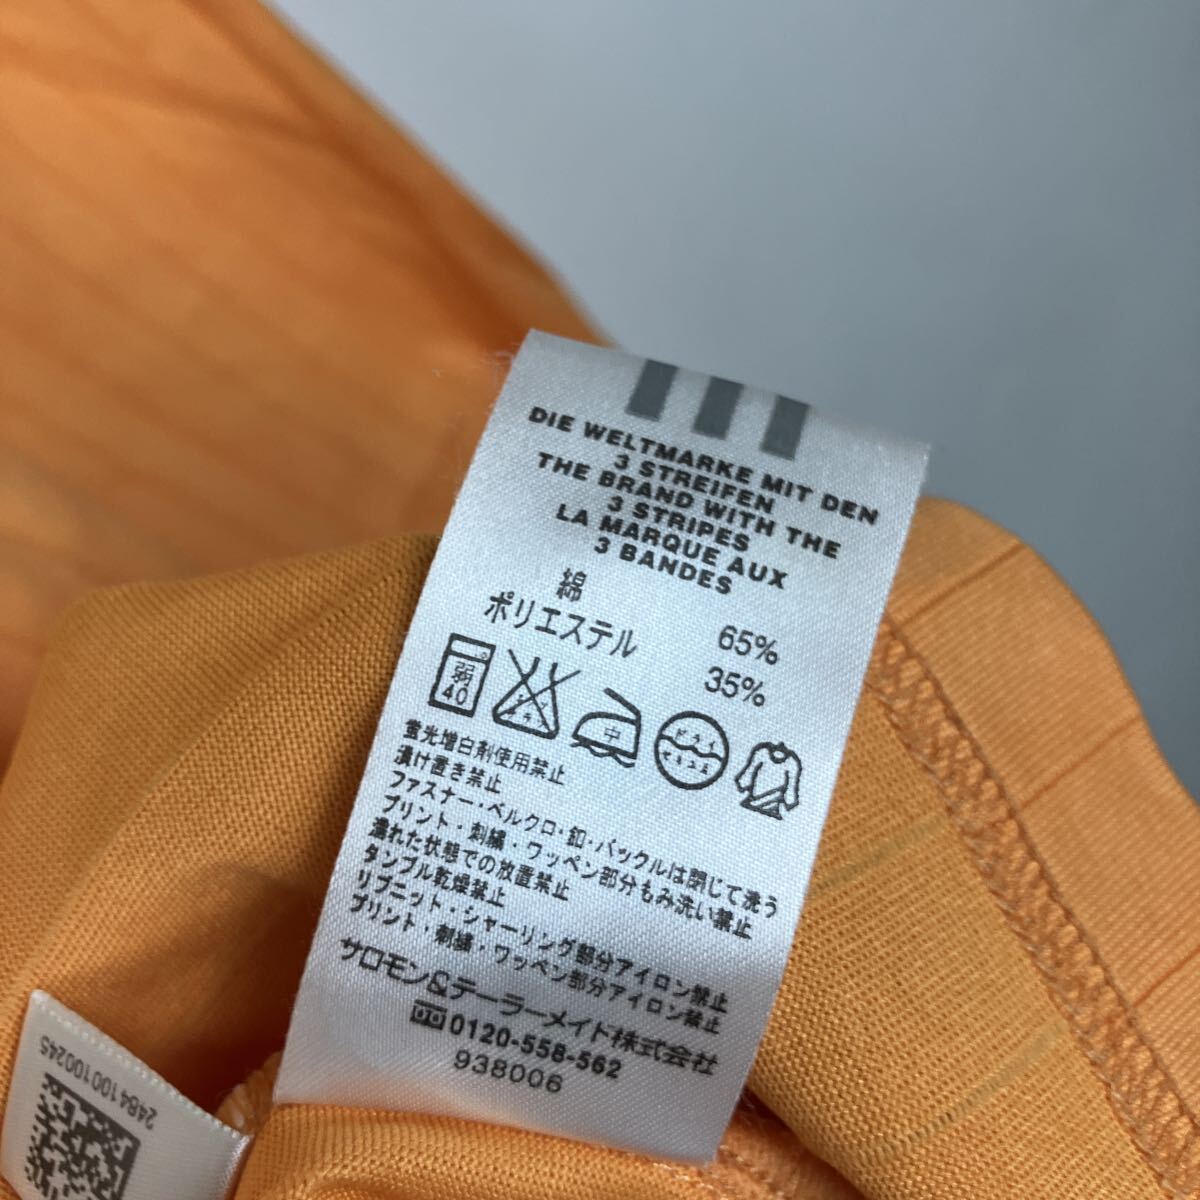 DIE WELTMARKE MIT DEN
3 STREIFEN
THE BRAND WITH THE
3 STRIPES
LA MARQUE AUX
3 BANDES
綿 65%
ポリエステル 35%
弱
40
中
ドライ
蛍光増白剤使用禁止
漬け置き禁止
ファスナー・ベルクロ・釦・バックルは閉じて洗う
プリント・刺繍・ワッペン部分もみ洗い禁止
濡れた状態での放置禁止
タンブル乾燥禁止
リブニット・シャーリング部分アイロン禁止
プリント・刺繍・ワッペン部分アイロン禁止
サロモン&テーラーメイド株式会社
0120-558-562
938006
2484100100245